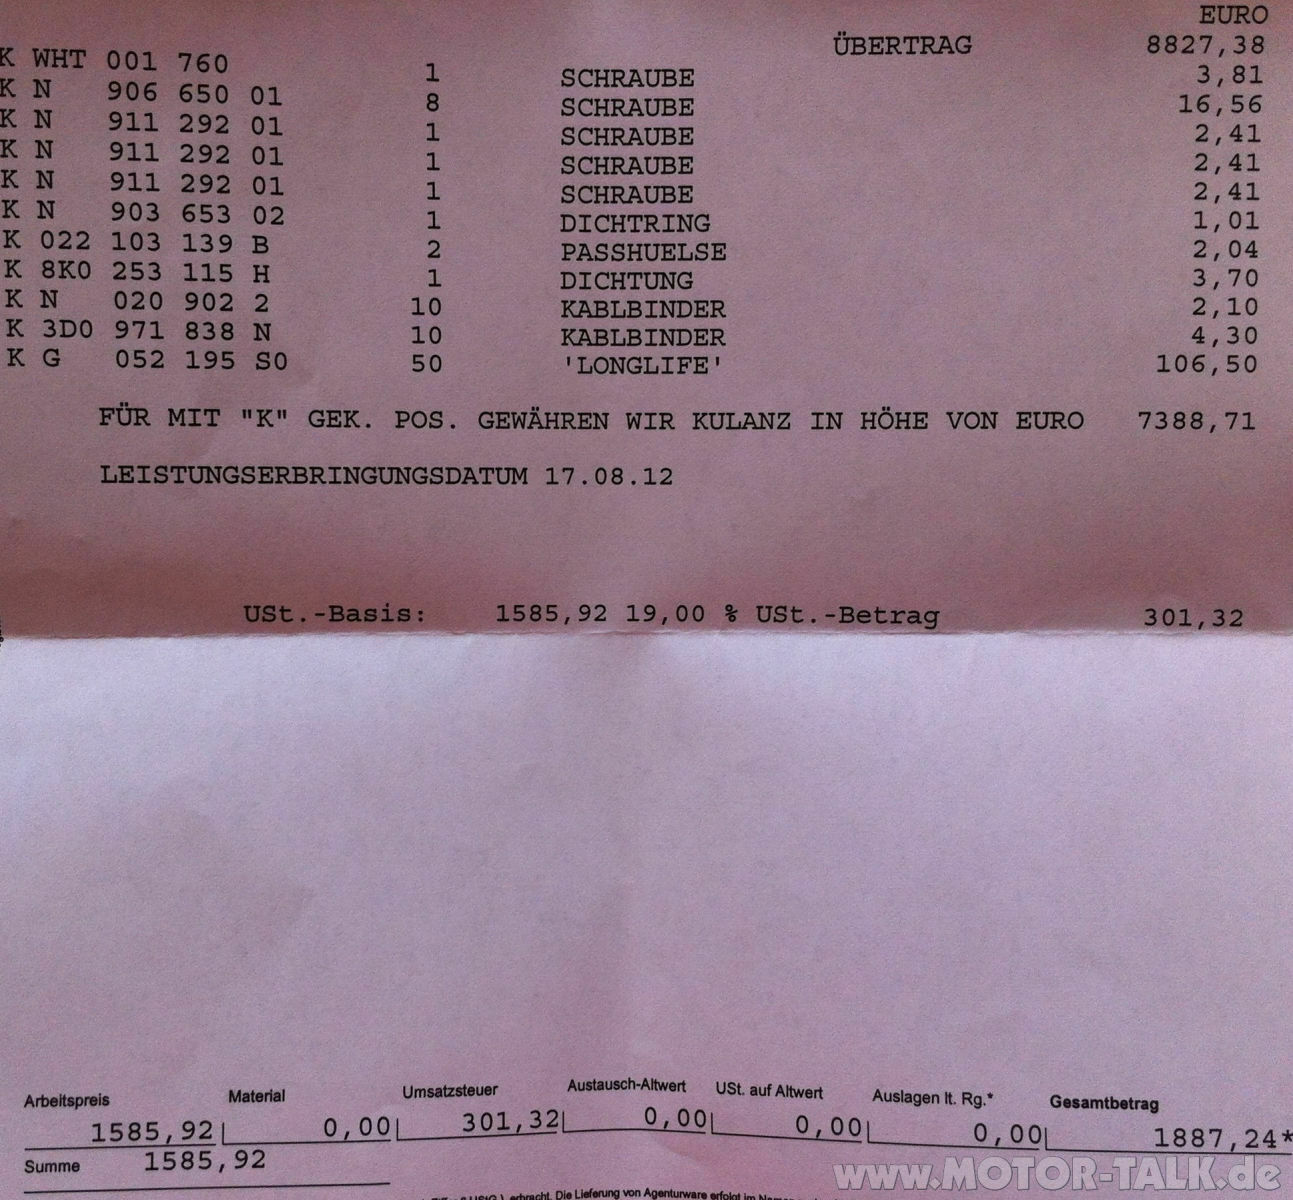 EURO
ÜBERTRAG 8827,38
K WHT 001 760 1 SCHRAUBE 3,81
K N 906 650 01 8 SCHRAUBE 16,56
K N 911 292 01 1 SCHRAUBE 2,41
K N 911 292 01 1 SCHRAUBE 2,41
K N 911 292 01 1 SCHRAUBE 2,41
K N 903 653 02 1 DICHTRING 1,01
K 022 103 139 B 2 PASSHUELSE 2,04
K 8K0 253 115 H 1 DICHTUNG 3,70
K N 020 902 2 10 KABLBINDER 2,10
K 3D0 971 838 N 10 KABLBINDER 4,30
K G 052 195 S0 50 'LONGLIFE' 106,50
FÜR MIT "K" GEK. POS. GEWÄHREN WIR KULANZ IN HÖHE VON EURO 7388,71
LEISTUNGSERBRINGUNGSDATUM 17.08.12
USt.-Basis: 1585,92 19,00 % USt.-Betrag 301,32
Arbeitspreis Material Umsatzsteuer Austausch-Altwert USt. auf Altwert Auslagen lt. Rg.* Gesamtbetrag
1585,92 0,00 301,32 0,00 0,00 0,00 1887,24*
Summe 1585,92
www.MOTOR-TALK.de
erbracht. Die Lieferung von Agenturware erfolgt im